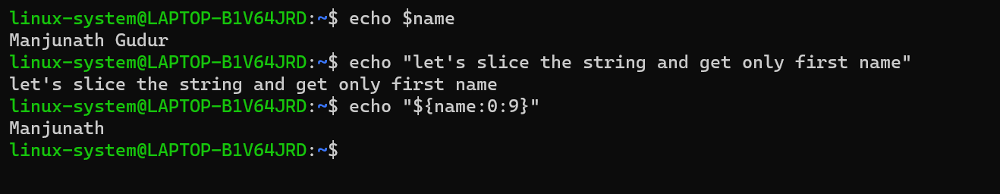 linux-system@LAPTOP-B1V64JRD:~$ echo $name
Manjunath Gudur
linux-system@LAPTOP-B1V64JRD:~$ echo "let's slice the string and get only first name"
let's slice the string and get only first name
linux-system@LAPTOP-B1V64JRD:~$ echo "${name:0:9}"
Manjunath
linux-system@LAPTOP-B1V64JRD:~$